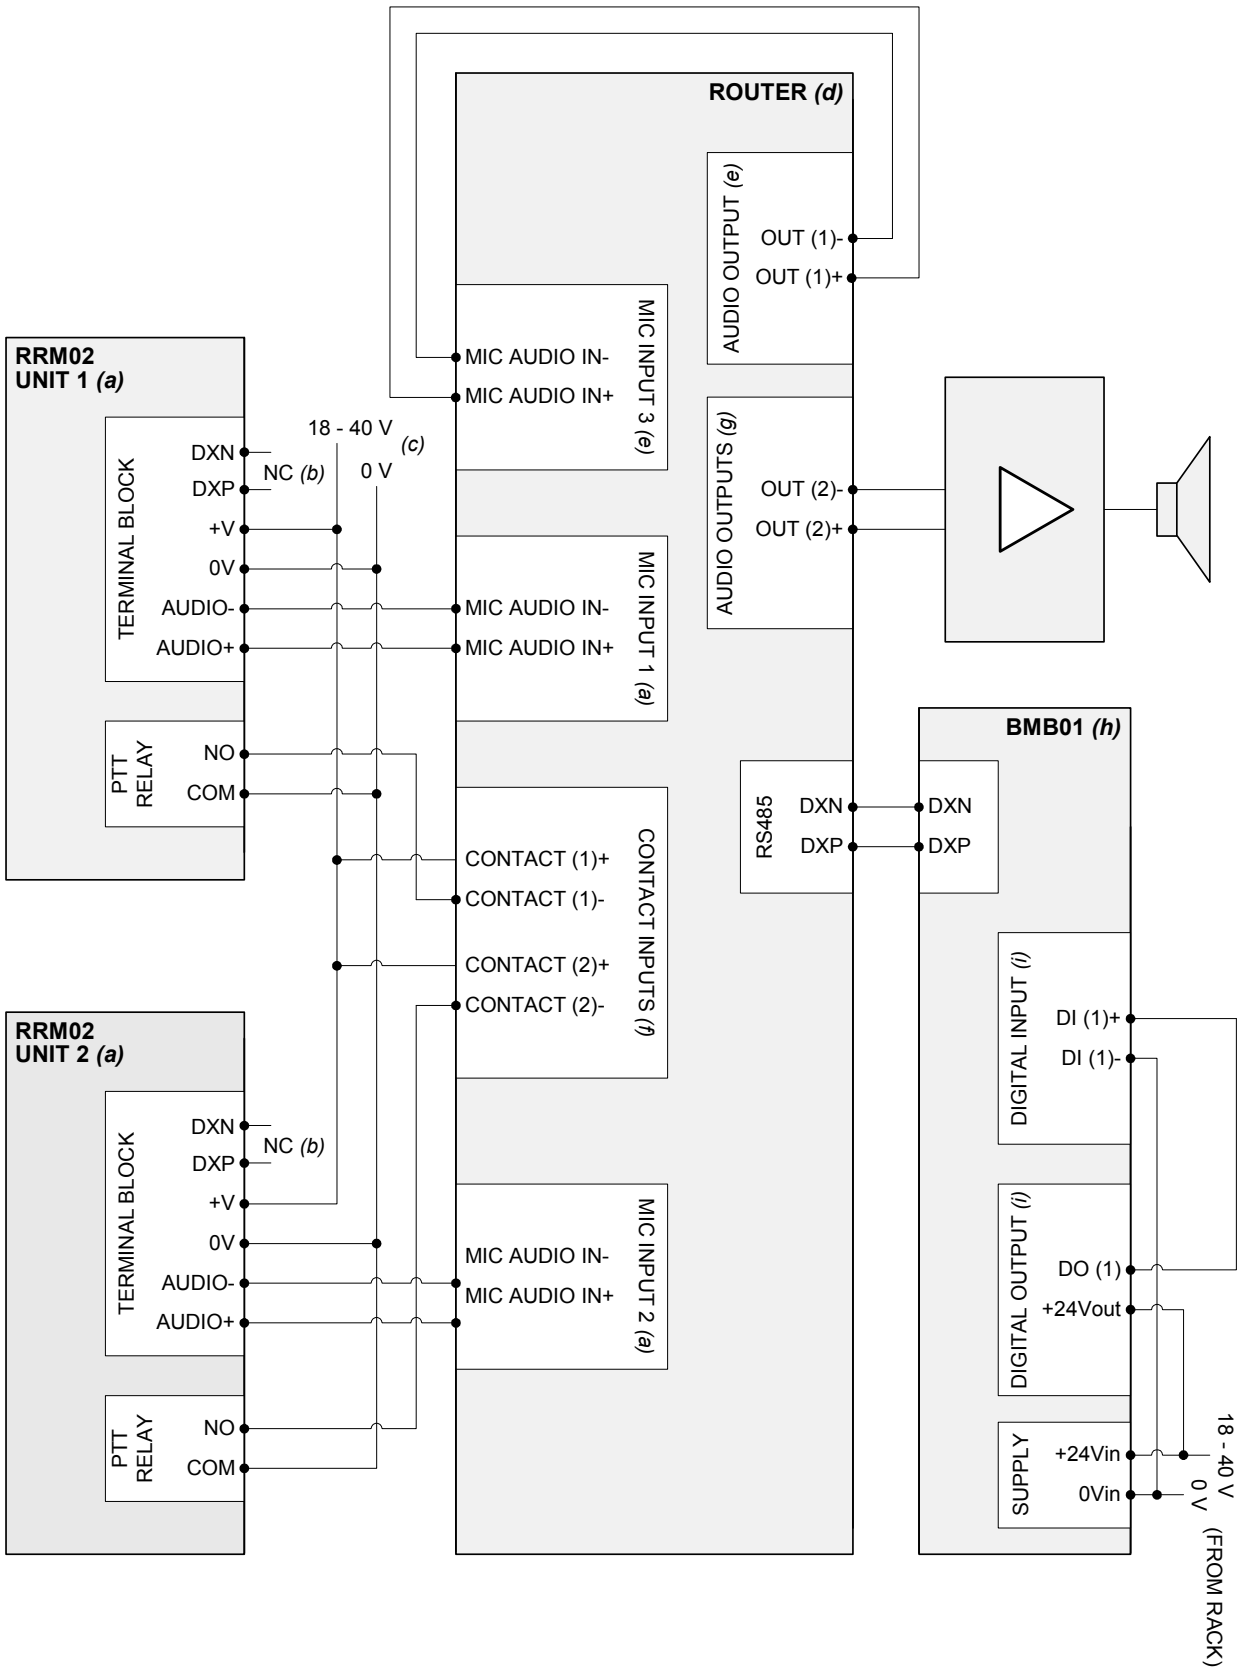 ROUTER (d)
AUDIO OUTPUT (e)
OUT (1)-
OUT (1)+
MIC INPUT 3 (e)
MIC AUDIO IN-
MIC AUDIO IN+
RRM02
UNIT 1 (a)
TERMINAL BLOCK
DXN
DXP
NC (b)
+V
0V
AUDIO-
AUDIO+
18 - 40 V
0 V
(c)
PTT
RELAY
NO
COM
MIC INPUT 1 (a)
MIC AUDIO IN-
MIC AUDIO IN+
AUDIO OUTPUTS (g)
OUT (2)-
OUT (2)+
CONTACT INPUTS (f)
CONTACT (1)+
CONTACT (1)-
CONTACT (2)+
CONTACT (2)-
RS485
DXN
DXP
BMB01 (h)
DXN
DXP
DIGITAL INPUT (i)
DI (1)+
DI (1)-
DIGITAL OUTPUT (i)
DO (1)
+24Vout
SUPPLY
+24Vin
0Vin
18 - 40 V
0 V
(FROM RACK)
RRM02
UNIT 2 (a)
TERMINAL BLOCK
DXN
DXP
NC (b)
+V
0V
AUDIO-
AUDIO+
PTT
RELAY
NO
COM
MIC INPUT 2 (a)
MIC AUDIO IN-
MIC AUDIO IN+